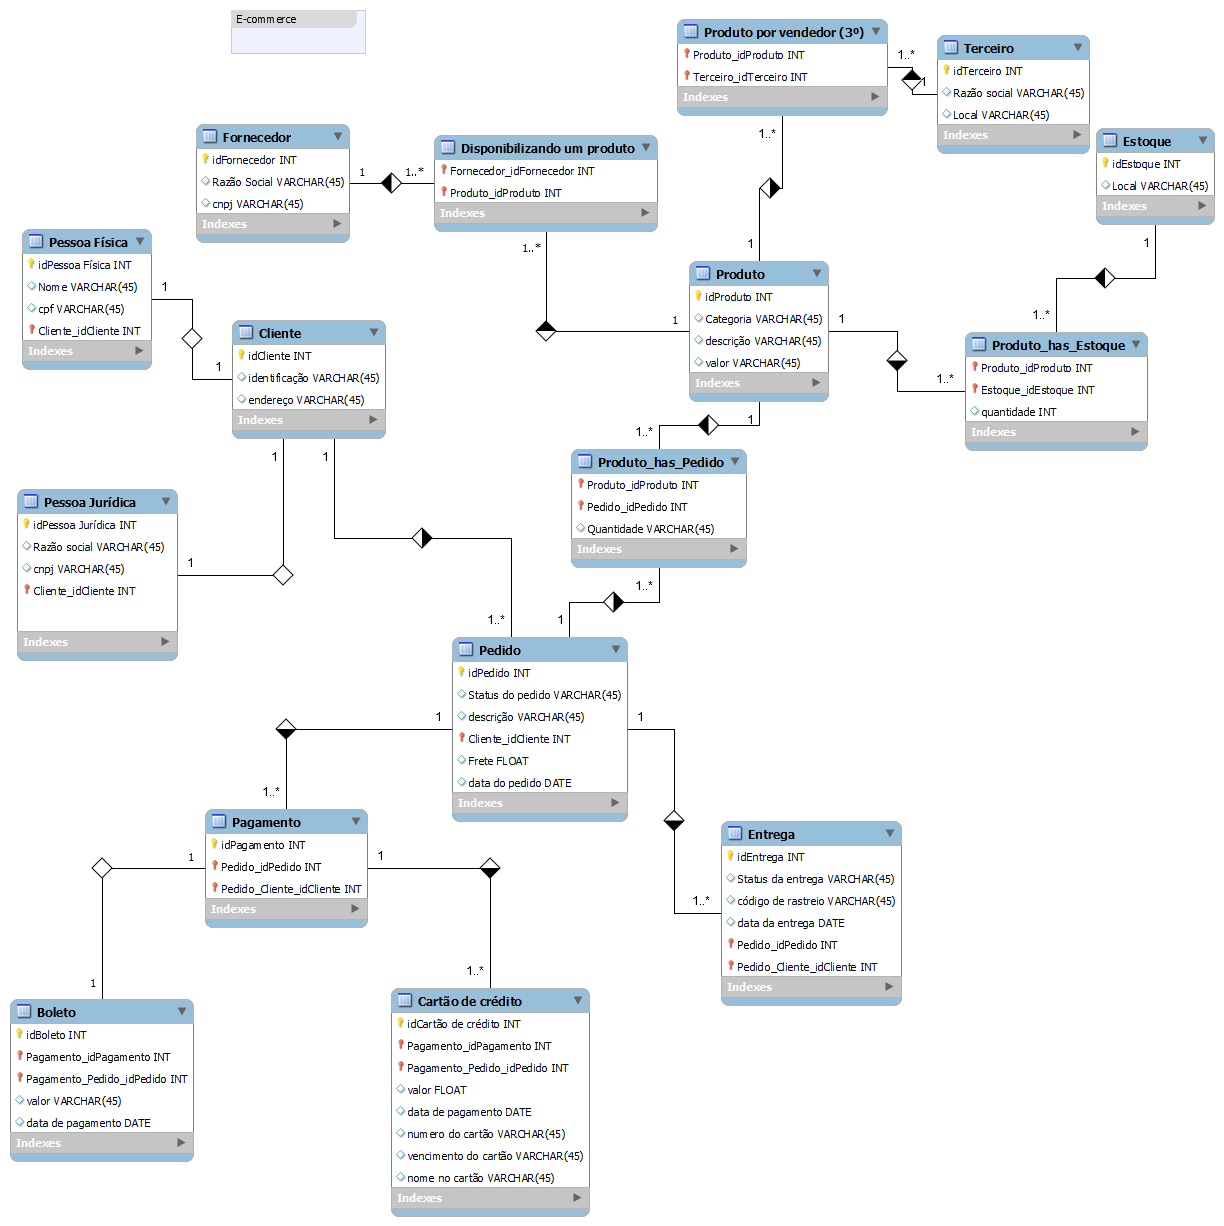 E-commerce
Produto por vendedor (3º)
Produto_idProduto INT
Terceiro_idTerceiro INT
Indexes
1..*
1
Terceiro
idTerceiro INT
Razão social VARCHAR(45)
Local VARCHAR(45)
Indexes
1..*
1
Fornecedor
idFornecedor INT
Razão Social VARCHAR(45)
cnpj VARCHAR(45)
Indexes
1
1..*
Disponibilizando um produto
Fornecedor_idFornecedor INT
Produto_idProduto INT
Indexes
1..*
1
Estoque
idEstoque INT
Local VARCHAR(45)
Indexes
1
1..*
Pessoa Física
idPessoa Física INT
Nome VARCHAR(45)
cpf VARCHAR(45)
Cliente_idCliente INT
Indexes
1
1
Cliente
idCliente INT
identificação VARCHAR(45)
endereço VARCHAR(45)
Indexes
1
1
Produto
idProduto INT
Categoria VARCHAR(45)
descrição VARCHAR(45)
valor VARCHAR(45)
Indexes
1
1..*
Produto_has_Estoque
Produto_idProduto INT
Estoque_idEstoque INT
quantidade INT
Indexes
1
1..*
Produto_has_Pedido
Produto_idProduto INT
Pedido_idPedido INT
Quantidade VARCHAR(45)
Indexes
1..*
1
Pessoa Jurídica
idPessoa Jurídica INT
Razão social VARCHAR(45)
cnpj VARCHAR(45)
Cliente_idCliente INT
Indexes
1
1..*
Pedido
idPedido INT
Status do pedido VARCHAR(45)
descrição VARCHAR(45)
Cliente_idCliente INT
Frete FLOAT
data do pedido DATE
Indexes
1
1..*
1
1..*
Pagamento
idPagamento INT
Pedido_idPedido INT
Pedido_Cliente_idCliente INT
Indexes
1
1
1
1..*
Entrega
idEntrega INT
Status da entrega VARCHAR(45)
código de rastreio VARCHAR(45)
data da entrega DATE
Pedido_idPedido INT
Pedido_Cliente_idCliente INT
Indexes
Boleto
idBoleto INT
Pagamento_idPagamento INT
Pagamento_Pedido_idPedido INT
valor VARCHAR(45)
data de pagamento DATE
Indexes
Cartão de crédito
idCartão de crédito INT
Pagamento_idPagamento INT
Pagamento_Pedido_idPedido INT
valor FLOAT
data de pagamento DATE
numero do cartão VARCHAR(45)
vencimento do cartão VARCHAR(45)
nome no cartão VARCHAR(45)
Indexes